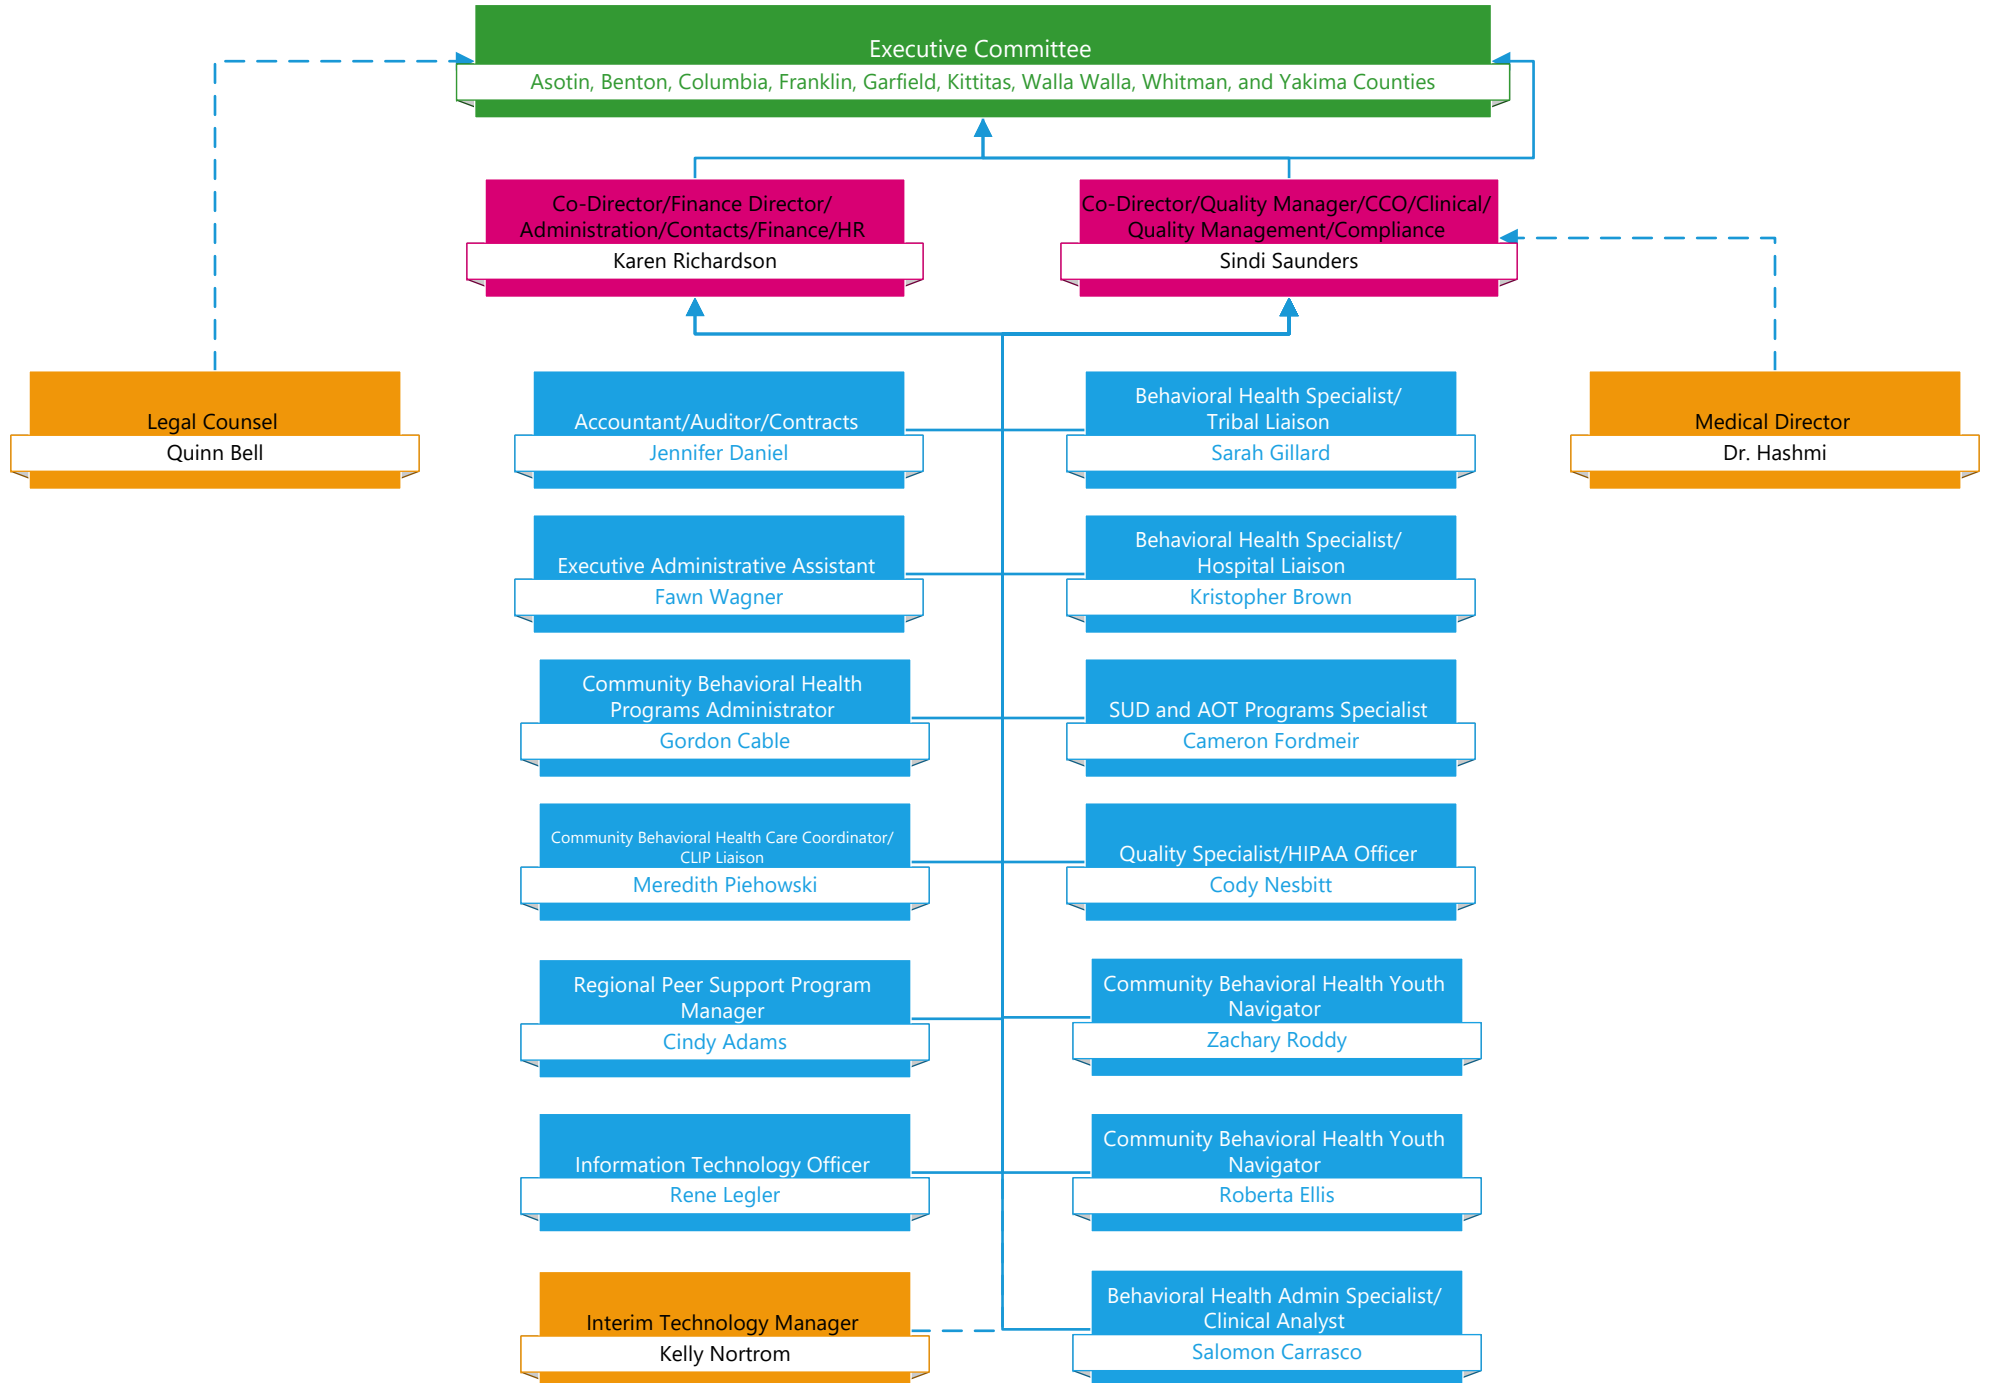 Executive Committee
Asotin, Benton, Columbia, Franklin, Garfield, Kittitas, Walla Walla, Whitman, and Yakima Counties
Co-Director/Finance Director/
Administration/Contacts/Finance/HR
Karen Richardson
Co-Director/Quality Manager/CCO/Clinical/
Quality Management/Compliance
Sindi Saunders
Legal Counsel
Quinn Bell
Accountant/Auditor/Contracts
Jennifer Daniel
Behavioral Health Specialist/
Tribal Liaison
Sarah Gillard
Medical Director
Dr. Hashmi
Executive Administrative Assistant
Fawn Wagner
Behavioral Health Specialist/
Hospital Liaison
Kristopher Brown
Community Behavioral Health
Programs Administrator
Gordon Cable
SUD and AOT Programs Specialist
Cameron Fordmeir
Community Behavioral Health Care Coordinator/
CLIP Liaison
Meredith Piehowski
Quality Specialist/HIPAA Officer
Cody Nesbitt
Regional Peer Support Program
Manager
Cindy Adams
Community Behavioral Health Youth
Navigator
Zachary Roddy
Information Technology Officer
Rene Legler
Community Behavioral Health Youth
Navigator
Roberta Ellis
Interim Technology Manager
Kelly Nortrom
Behavioral Health Admin Specialist/
Clinical Analyst
Salomon Carrasco